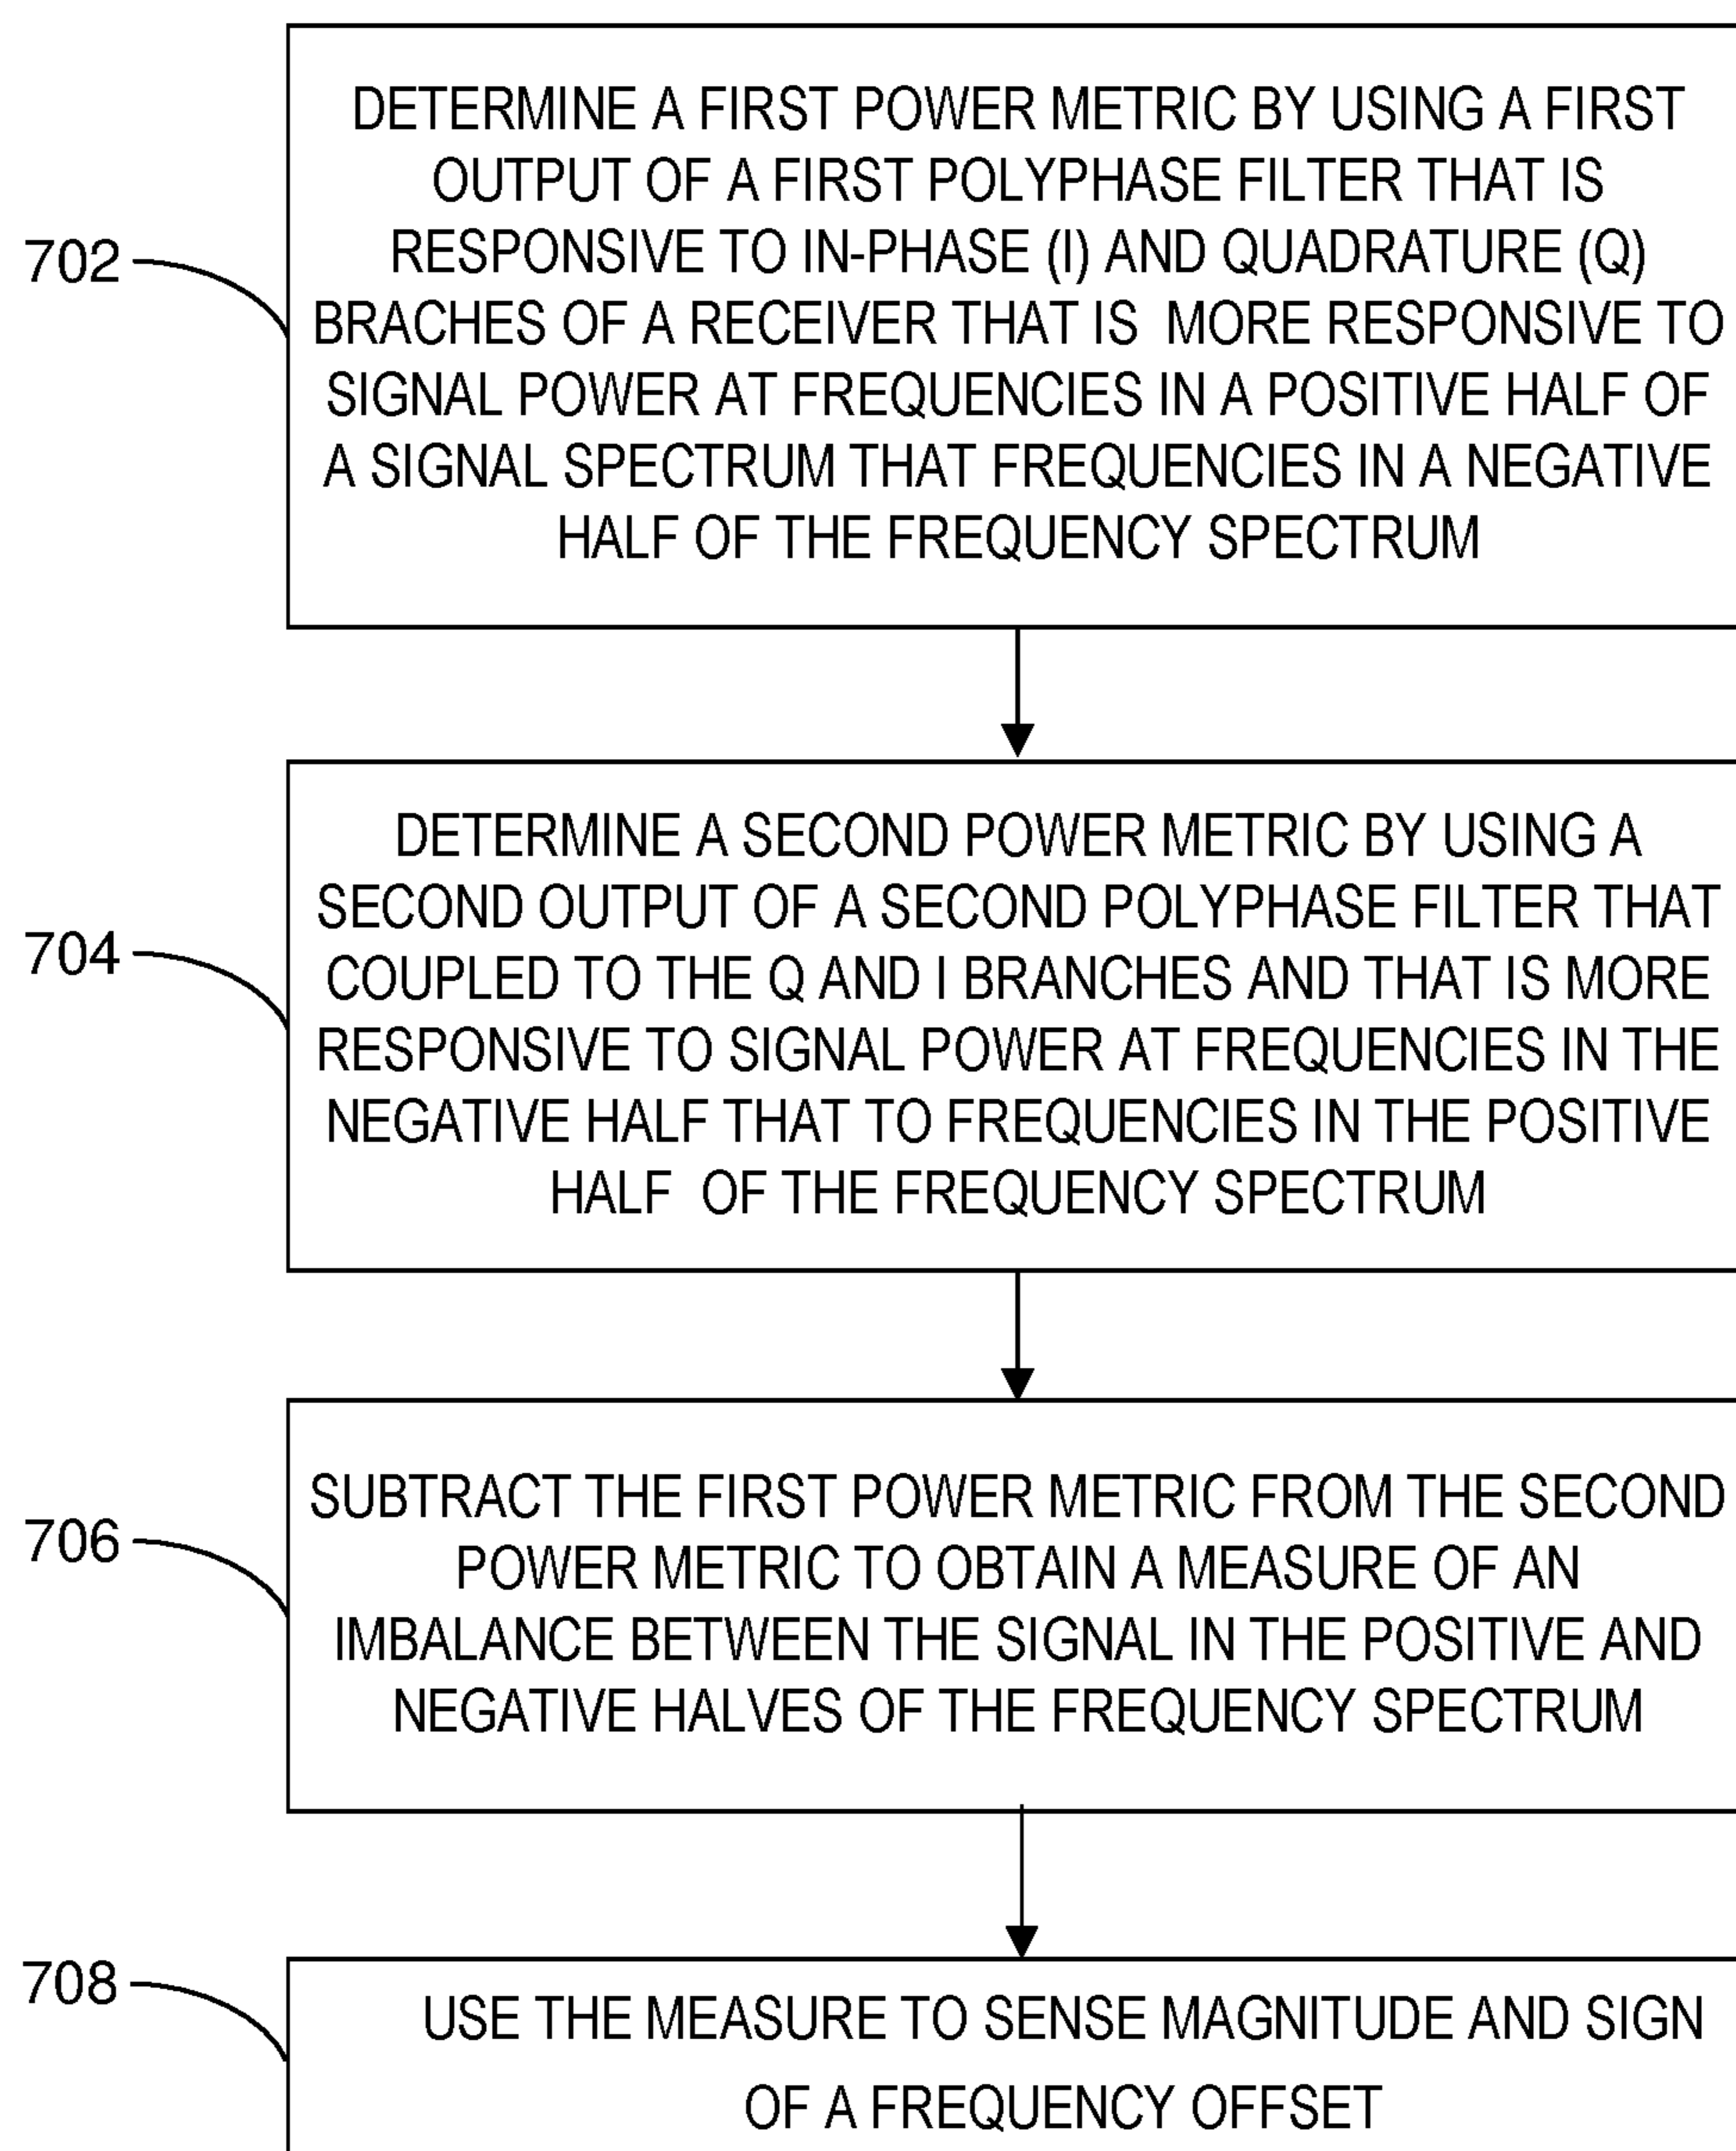 DETERMINE A FIRST POWER METRIC BY USING A FIRST
OUTPUT OF A FIRST POLYPHASE FILTER THAT IS
702
RESPONSIVE TO IN-PHASE (I) AND QUADRATURE (Q)
BRACHES OF A RECEIVER THAT IS MORE RESPONSIVE TO
SIGNAL POWER AT FREQUENCIES IN A POSITIVE HALF OF
A SIGNAL SPECTRUM THAT FREQUENCIES IN A NEGATIVE
HALF OF THE FREQUENCY SPECTRUM
DETERMINE A SECOND POWER METRIC BY USING A
SECOND OUTPUT OF A SECOND POLYPHASE FILTER THAT
704
COUPLED TO THE Q AND I BRANCHES AND THAT IS MORE
RESPONSIVE TO SIGNAL POWER AT FREQUENCIES IN THE
NEGATIVE HALF THAT TO FREQUENCIES IN THE POSITIVE
HALF OF THE FREQUENCY SPECTRUM
SUBTRACT THE FIRST POWER METRIC FROM THE SECOND
706
POWER METRIC TO OBTAIN A MEASURE OF AN
IMBALANCE BETWEEN THE SIGNAL IN THE POSITIVE AND
NEGATIVE HALVES OF THE FREQUENCY SPECTRUM
708
USE THE MEASURE TO SENSE MAGNITUDE AND SIGN
OF A FREQUENCY OFFSET